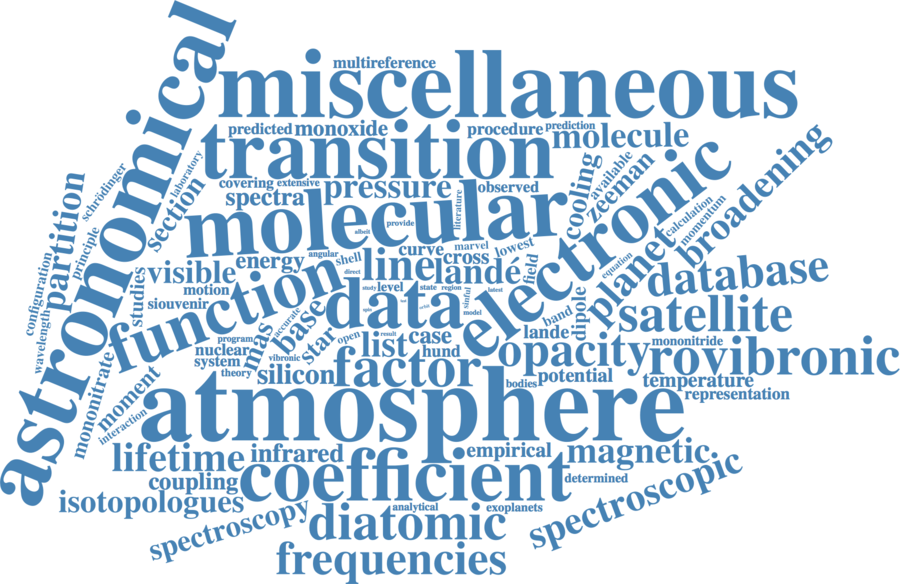 astronomical
multireference
miscellaneous
predicted
monoxide
procedure
prediction
transition
molecule
laboratory
schrödinger
partition
section
covering
extensive
pressure
observed
spectra
literature
cooling
available
zeeman
electronic
broadening
molecular
albeit
provide
calculation
momentum
principle
configuration
wavelength
studies
visible
energy
angular
shell
curve
marvel
lowest
cross
motion
siouvenir
function
direct
line
landé
field
equation
planet
database
study
level
state
region
latest
data
sinful
model
satellite
accurate
base
mas
star
open
result
list
case
hund
band
dipole
lande
program
nuclear
system
theory
vibronic
silicon
factor
opacity
mononitride
rovibronic
mononitrate
moment
interaction
atmosphere
bodies
potential
temperature
representation
lifetime
infrared
empirical
magnetic
coupling
coefficient
determined
isotopologues
spectroscopy
analytical
exoplanets
spectroscopic
diatomic
frequencies